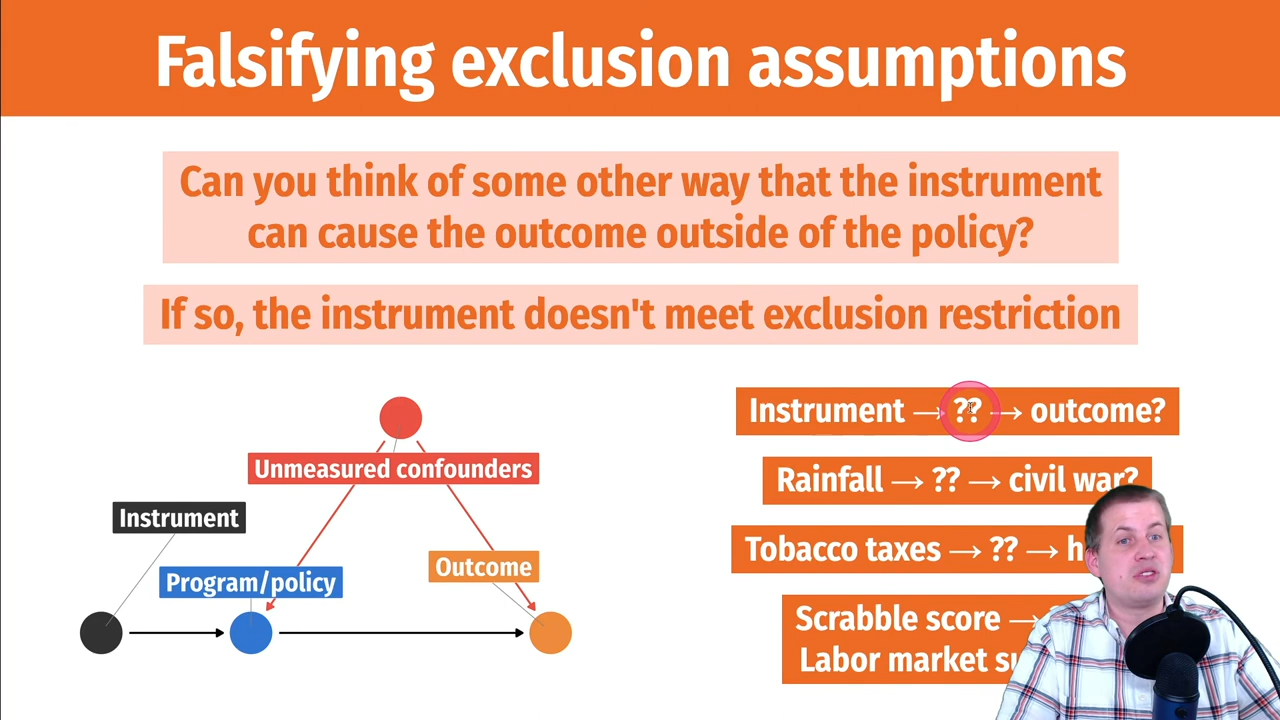 Falsifying exclusion assumptions
Can you think of some other way that the instrument
can cause the outcome outside of the policy?
If so, the instrument doesn't meet exclusion restriction
Instrument → ?? → outcome?
Unmeasured confounders
Rainfall → ?? → civil war?
Instrument
Tobacco taxes → ?? →
Outcome
Program/policy
Scrabble score →
Labor market